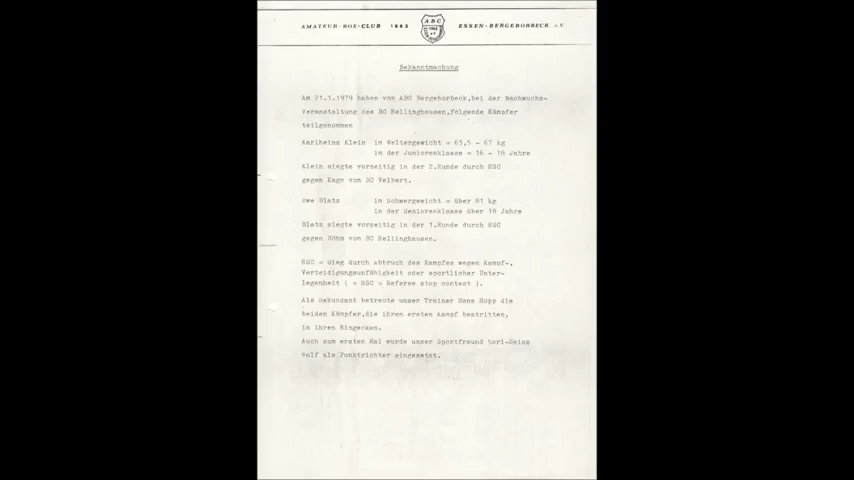 AMATEUR-BOX-CLUB 1962
ABC
1962
ESSEN-BERGEBORBECK e.V.
Bekanntmachung
Am 21.1.1979 haben vom ABC Bergeborbeck,bei der Nachwuchs-
Veranstaltung des BC Rellinghausen,folgende Kämpfer
teilgenommen
Karlheinz Klein im Weltergewicht = 63,5 - 67 kg
in der Juniorenklasse = 16 - 18 Jahre
Klein siegte vorzeitig in der 2.Runde durch RSC
gegen Kage vom BC Velbert.
Uwe Blatz im Schwergewicht = über 81 kg
in der Seniorenklasse über 18 Jahre
Blatz siegte vorzeitig in der 1.Runde durch RSC
gegen Böhm vom BC Rellinghausen.
RSC = Sieg durch Abbruch des Kampfes wegen Kampf-,
Verteidigungsunfähigkeit oder sportlicher Unter-
legenheit ( = RSC = Referee stop contest ).
Als Sekundant betreute unser Trainer Hans Hopp die
beiden Kämpfer,die ihren ersten Kampf bestritten,
in ihren Ringecken.
Auch zum ersten Mal wurde unser Sportfreund Karl-Heinz
Wolf als Punktrichter eingesetzt.